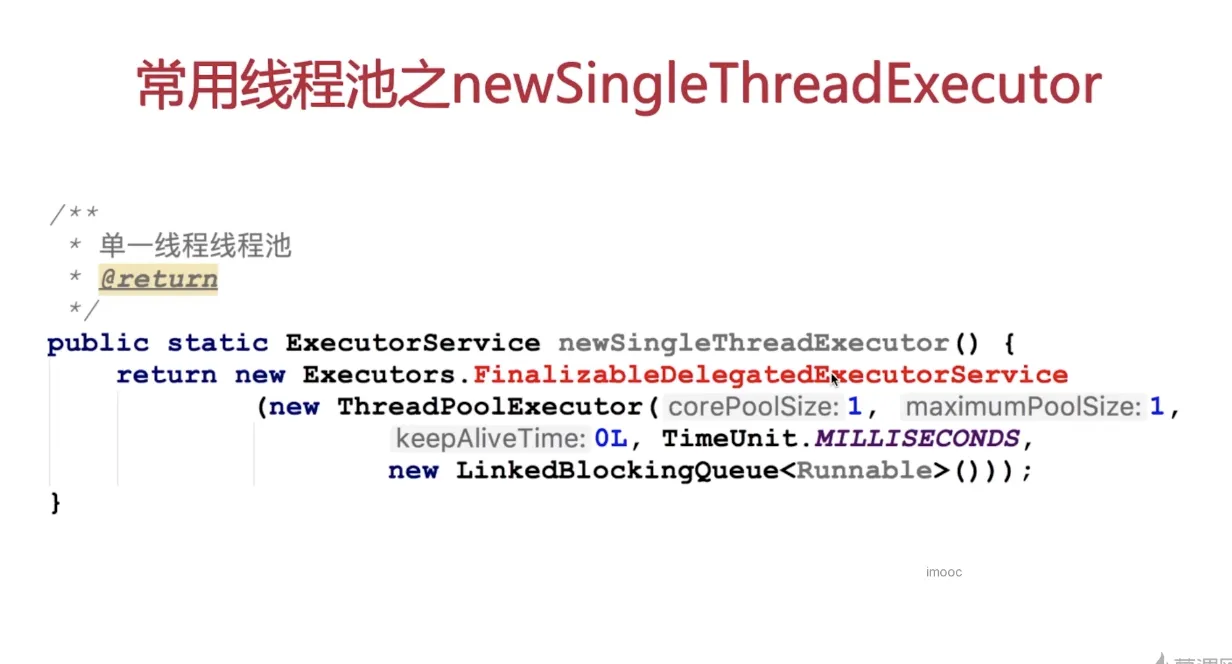 常用线程池之newSingleThreadExecutor
/**
* 单一线程线程池
* @return
*/
public static ExecutorService newSingleThreadExecutor() {
return new Executors.FinalizableDelegatedExecutorService
(new ThreadPoolExecutor( corePoolSize: 1, maximumPoolSize: 1,
keepAliveTime: 0L, TimeUnit.MILLISECONDS,
new LinkedBlockingQueue<Runnable>()));
}
imooc